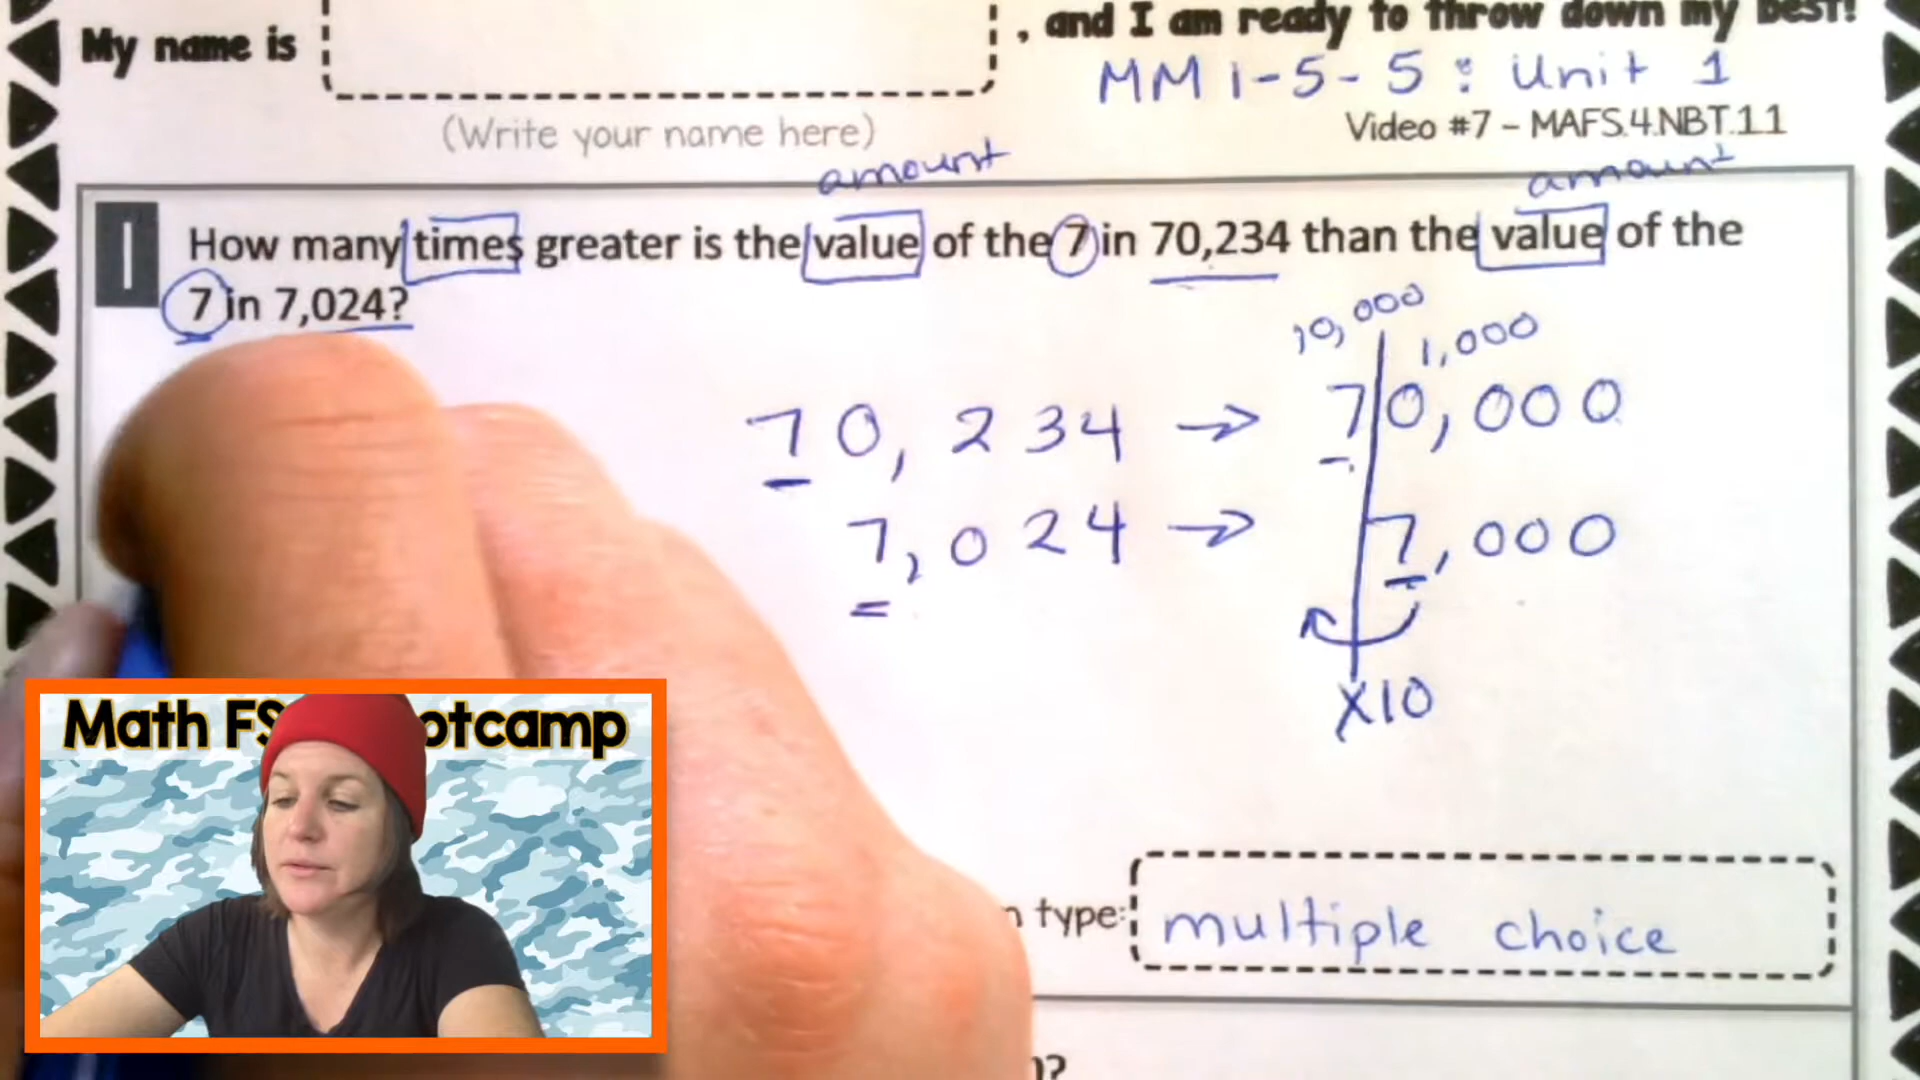 My name is , and I am ready to throw down my best!
MM 1-5-5: Unit 1
(Write your name here)
Video #7 – MAFS.4.NBT.1.1
amount amount
1 How many times greater is the value of the 7 in 70,234 than the value of the
7 in 7,024?
10,000 1,000
70,234 → 70,000
7,024 → 7,000
X10
Math otcamp
type: multiple choice
?